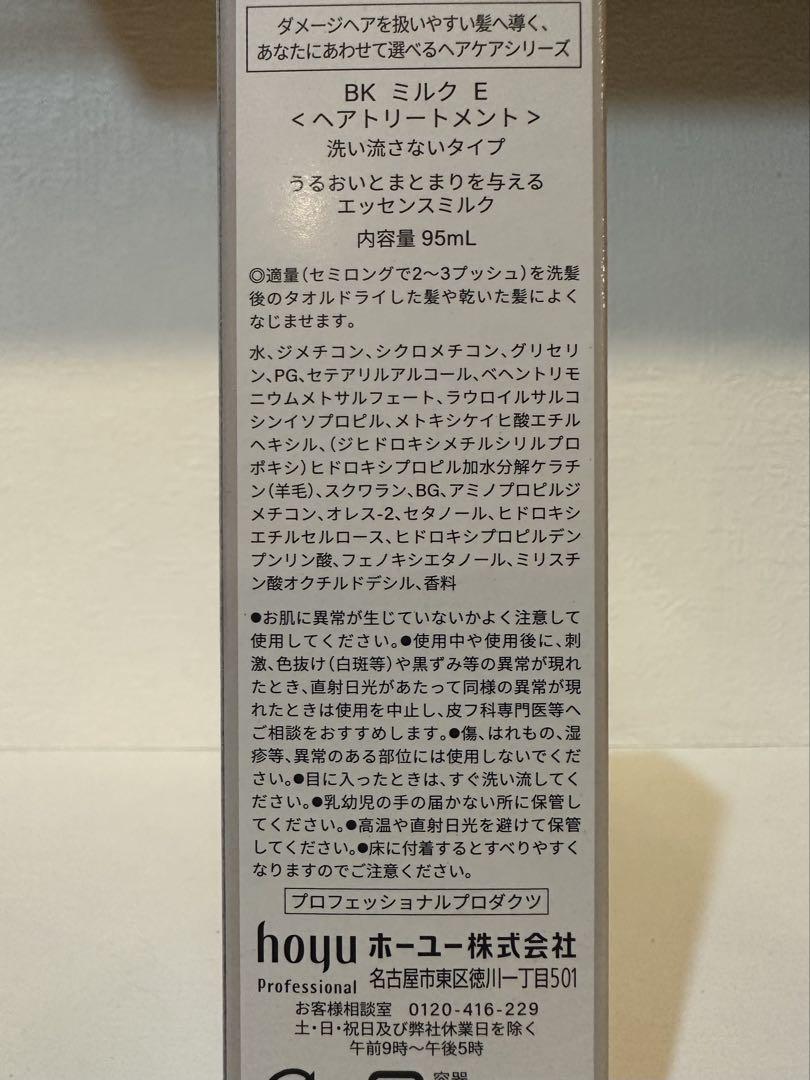 ダメージヘアを扱いやすい髪へ導く、
あなたにあわせて選べるヘアケアシリーズ
BK ミルク E
<ヘアトリートメント>
洗い流さないタイプ
うるおいとまとまりを与える
エッセンスミルク
内容量 95mL
◎適量(セミロングで2〜3プッシュ)を洗髪
後のタオルドライした髪や乾いた髪によく
なじませます。
水、ジメチコン、シクロメチコン、グリセリ
ン、PG、セテアリルアルコール、ベヘントリモ
ニウムメトサルフェート、ラウロイルサルコ
シンイソプロピル、メトキシケイヒ酸エチル
ヘキシル、(ジヒドロキシメチルシリルプロ
ポキシ)ヒドロキシプロピル加水分解ケラチ
ン(羊毛)、スクワラン、BG、アミノプロピルジ
メチコン、オレス-2、セタノール、ヒドロキシ
エチルセルロース、ヒドロキシプロピルデン
プンリン酸、フェノキシエタノール、ミリスチ
ン酸オクチルドデシル、香料
●お肌に異常が生じていないかよく注意して
使用してください。●使用中や使用後に、刺
激、色抜け(白斑等)や黒ずみ等の異常が現れ
たとき、直射日光があたって同様の異常が現
れたときは使用を中止し、皮フ科専門医等へ
ご相談をおすすめします。●傷、はれもの、湿
疹等、異常のある部位には使用しないでくだ
さい。●目に入ったときは、すぐ洗い流してく
ださい。●乳幼児の手の届かない所に保管し
てください。●高温や直射日光を避けて保管
してください。●床に付着するとすべりやすく
なりますのでご注意ください。
プロフェッショナルプロダクツ
hoyu ホーユー株式会社
Professional 名古屋市東区徳川一丁目501
お客様相談室 0120-416-229
土・日・祝日及び弊社休業日を除く
午前9時〜午後5時
容器